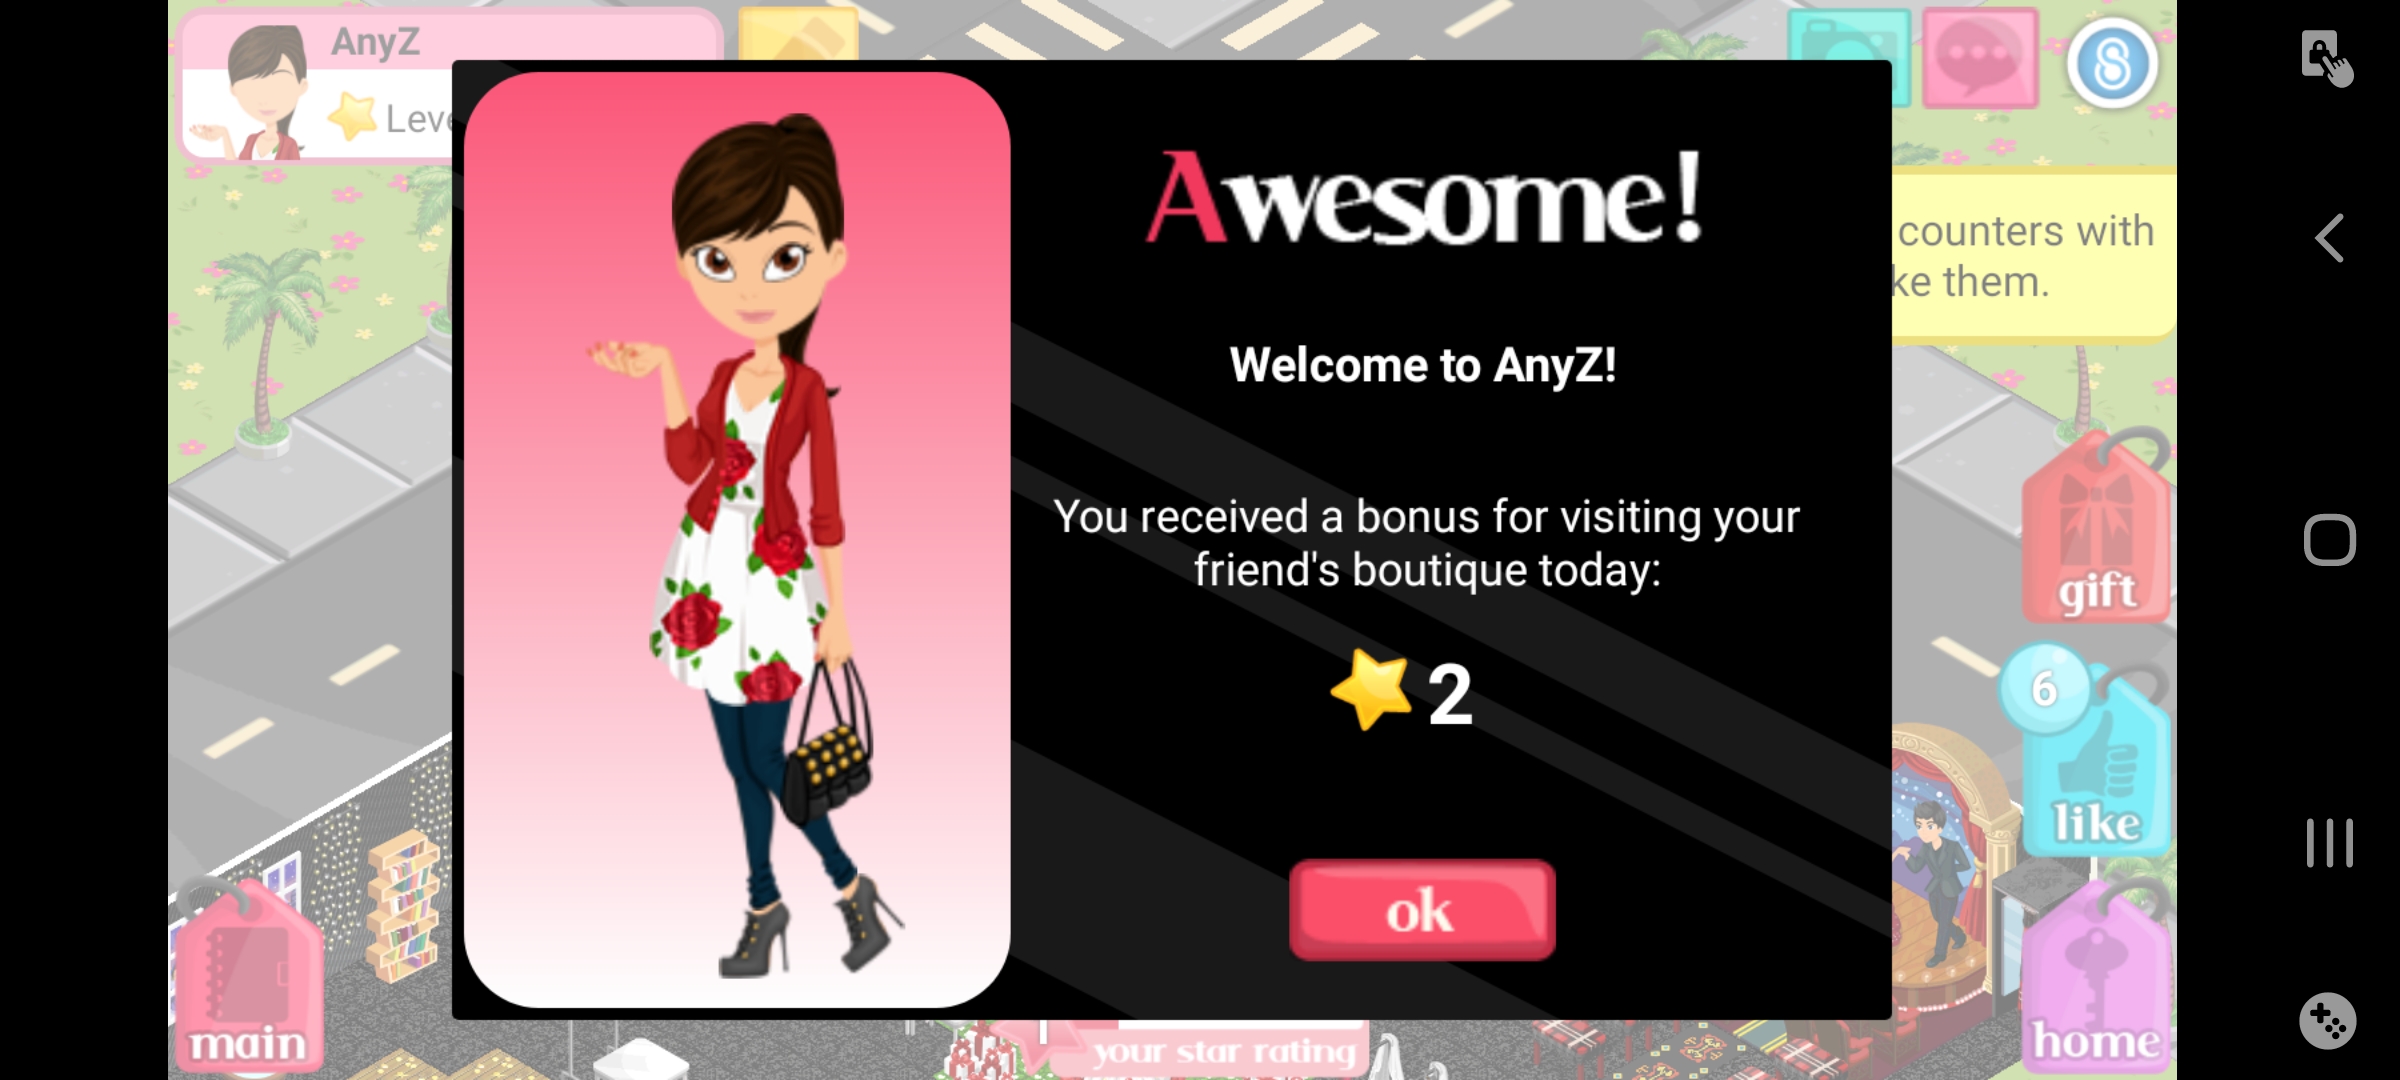 AnyZ
Awesome!
counters with
ke them.
Welcome to AnyZ!
You received a bonus for visiting your
friend's boutique today:
2
gift
6
like
ok
main
your star rating
home